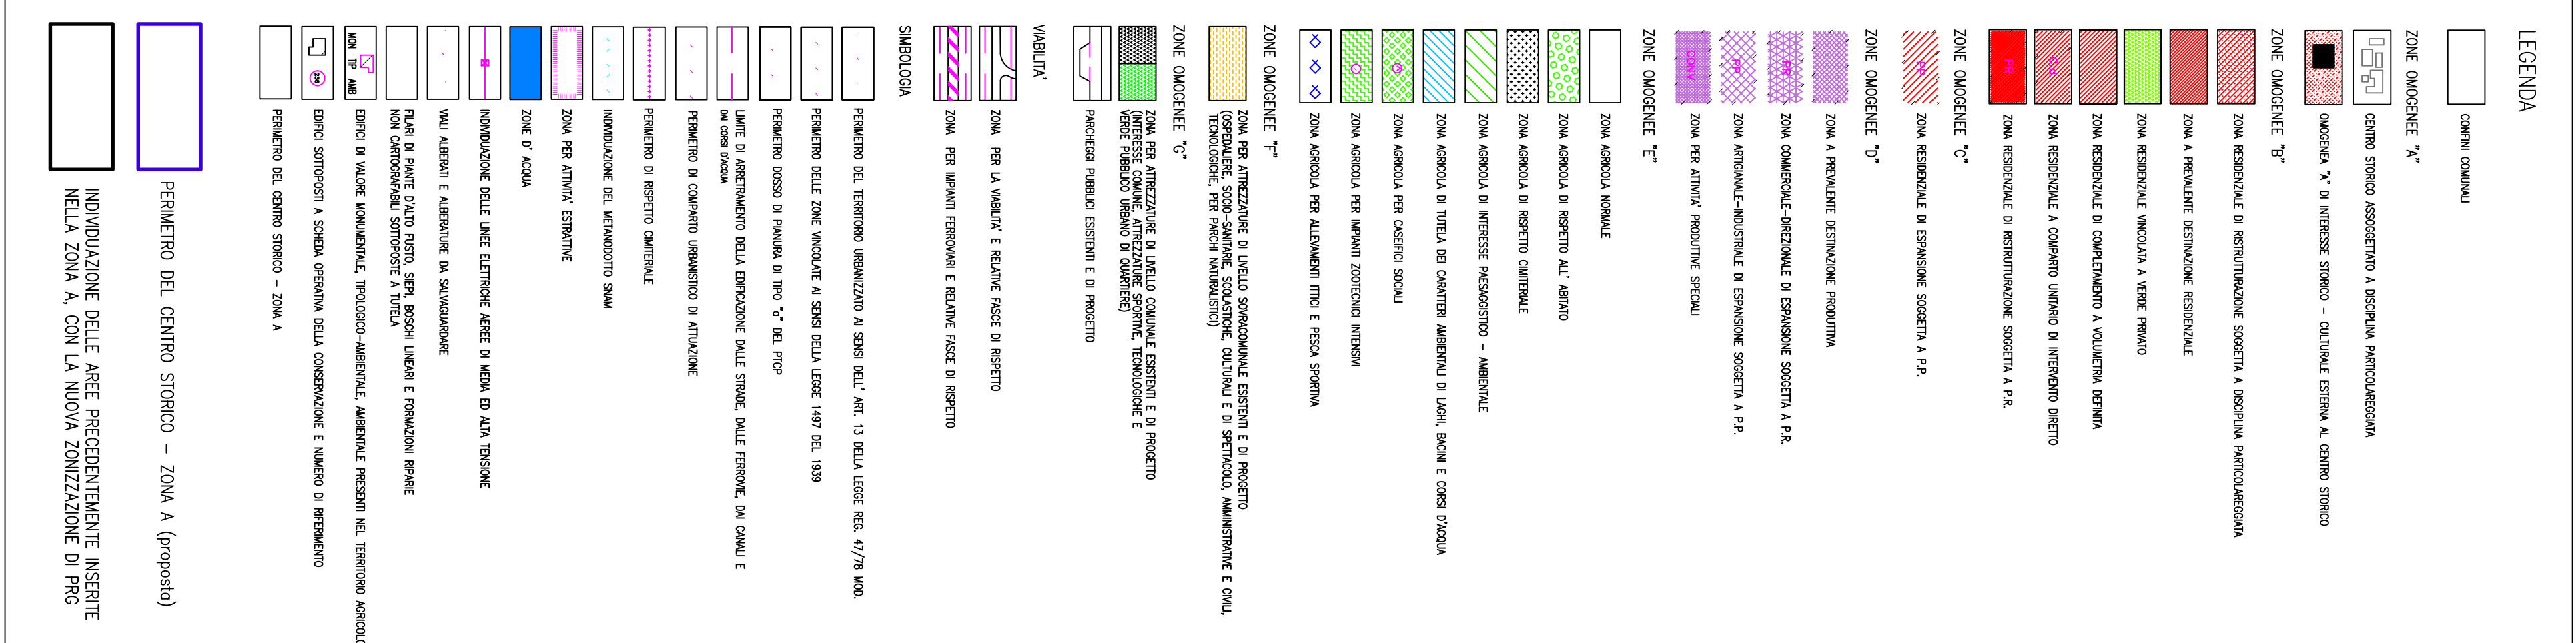 LEGENDA
CONFINI COMUNALI
ZONE OMOGENEE "A"
CENTRO STORICO ASSOGGETTATO A DISCIPLINA PARTICOLAREGGIATA
OMOGENEA "A" DI INTERESSE STORICO - CULTURALE ESTERNA AL CENTRO STORICO
ZONE OMOGENEE "B"
ZONA RESIDENZIALE DI RISTRUTTURAZIONE SOGGETTA A DISCIPLINA PARTICOLAREGGIATA
ZONA A PREVALENTE DESTINAZIONE RESIDENZIALE
ZONA RESIDENZIALE VINCOLATA A VERDE PRIVATO
ZONA RESIDENZIALE DI COMPLETAMENTO A VOLUMETRIA DEFINITA
ZONA RESIDENZIALE A COMPARTO UNITARIO DI INTERVENTO DIRETTO
PR
ZONA RESIDENZIALE DI RISTRUTTURAZIONE SOGGETTA A P.R.
ZONE OMOGENEE "C"
PP
ZONA RESIDENZIALE DI ESPANSIONE SOGGETTA A P.P.
ZONE OMOGENEE "D"
ZONA A PREVALENTE DESTINAZIONE PRODUTTIVA
PR
ZONA COMMERCIALE-DIREZIONALE DI ESPANSIONE SOGGETTA A P.R.
PP
ZONA ARTIGIANALE-INDUSTRIALE DI ESPANSIONE SOGGETTA A P.P.
CONV
ZONA PER ATTIVITA' PRODUTTIVE SPECIALI
ZONE OMOGENEE "E"
ZONA AGRICOLA NORMALE
ZONA AGRICOLA DI RISPETTO ALL' ABITATO
ZONA AGRICOLA DI RISPETTO CIMITERIALE
ZONA AGRICOLA DI INTERESSE PAESAGGISTICO - AMBIENTALE
ZONA AGRICOLA DI TUTELA DEI CARATTERI AMBIENTALI DI LAGHI, BACINI E CORSI D'ACQUA
ZONA AGRICOLA PER CASEIFICI SOCIALI
ZONA AGRICOLA PER IMPIANTI ZOOTECNICI INTENSIVI
ZONA AGRICOLA PER ALLEVAMENTI ITTICI E PESCA SPORTIVA
ZONE OMOGENEE "F"
ZONA PER ATTREZZATURE DI LIVELLO SOVRACOMUNALE ESISTENTI E DI PROGETTO
(OSPEDALIERE, SOCIO-SANITARIE, SCOLASTICHE, CULTURALI E DI SPETTACOLO, AMMINISTRATIVE E CIVILI,
TECNOLOGICHE, PER PARCHI NATURALISTICI)
ZONE OMOGENEE "G"
ZONA PER ATTREZZATURE DI LIVELLO COMUNALE ESISTENTI E DI PROGETTO
(INTERESSE COMUNE, ATTREZZATURE SPORTIVE, TECNOLOGICHE E
VERDE PUBBLICO URBANO DI QUARTIERE)
PARCHEGGI PUBBLICI ESISTENTI E DI PROGETTO
VIABILITA'
ZONA PER LA VIABILITA' E RELATIVE FASCE DI RISPETTO
ZONA PER IMPIANTI FERROVIARI E RELATIVE FASCE DI RISPETTO
SIMBOLOGIA
PERIMETRO DEL TERRITORIO URBANIZZATO AI SENSI DELL' ART. 13 DELLA LEGGE REG. 47/78 MOD.
PERIMETRO DELLE ZONE VINCOLATE AI SENSI DELLA LEGGE 1497 DEL 1939
PERIMETRO DOSSO DI PIANURA DI TIPO "a" DEL PTCP
LIMITE DI ARRETRAMENTO DELLA EDIFICAZIONE DALLE STRADE, DALLE FERROVIE, DAI CANALI E
DAI CORSI D'ACQUA
PERIMETRO DI COMPARTO URBANISTICO DI ATTUAZIONE
PERIMETRO DI RISPETTO CIMITERIALE
INDIVIDUAZIONE DEL METANODOTTO SNAM
ZONA PER ATTIVITA' ESTRATTIVE
ZONE D' ACQUA
INDIVIDUAZIONE DELLE LINEE ELETTRICHE AEREE DI MEDIA ED ALTA TENSIONE
VIALI ALBERATI E ALBERATURE DA SALVAGUARDARE
FILARI DI PIANTE D'ALTO FUSTO, SIEPI, BOSCHI LINEARI E FORMAZIONI RIPARIE
NON CARTOGRAFABILI SOTTOPOSTE A TUTELA
MON TIP AMB
EDIFICI DI VALORE MONUMENTALE, TIPOLOGICO-AMBIENTALE, AMBIENTALE PRESENTI NEL TERRITORIO AGRICOLO
236
EDIFICI SOTTOPOSTI A SCHEDA OPERATIVA DELLA CONSERVAZIONE E NUMERO DI RIFERIMENTO
PERIMETRO DEL CENTRO STORICO - ZONA A
PERIMETRO DEL CENTRO STORICO - ZONA A (proposta)
INDIVIDUAZIONE DELLE AREE PRECEDENTEMENTE INSERITE
NELLA ZONA A, CON LA NUOVA ZONIZZAZIONE DI PRG